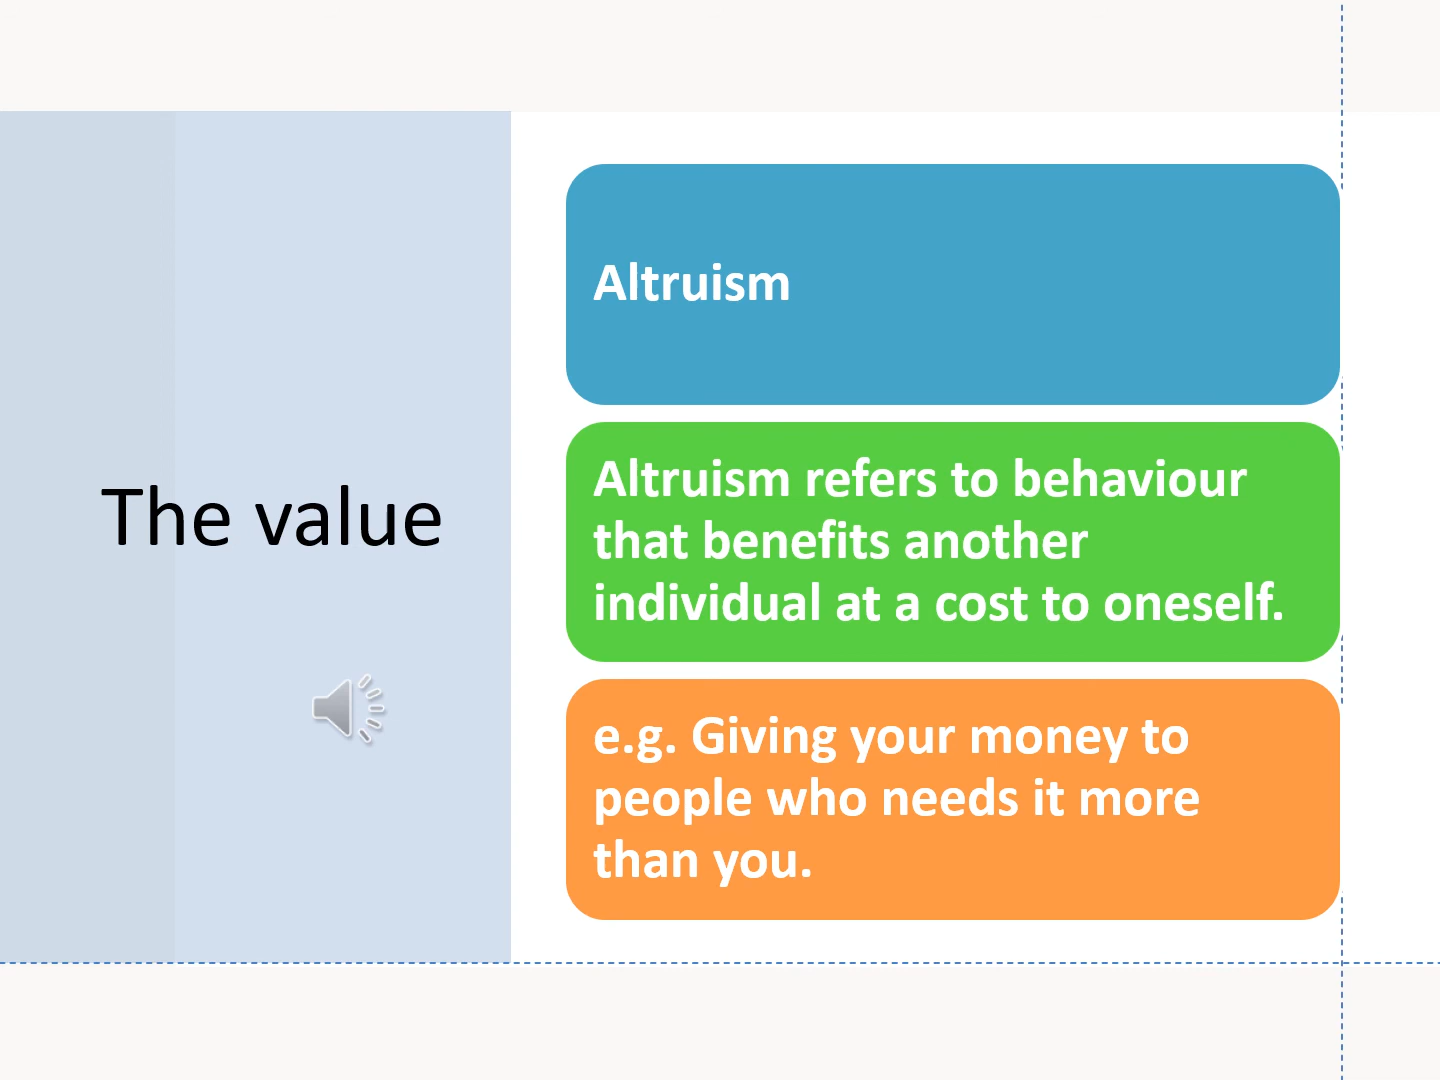 The value
Altruism
Altruism refers to behaviour
that benefits another
individual at a cost to oneself.
e.g. Giving your money to
people who needs it more
than you.